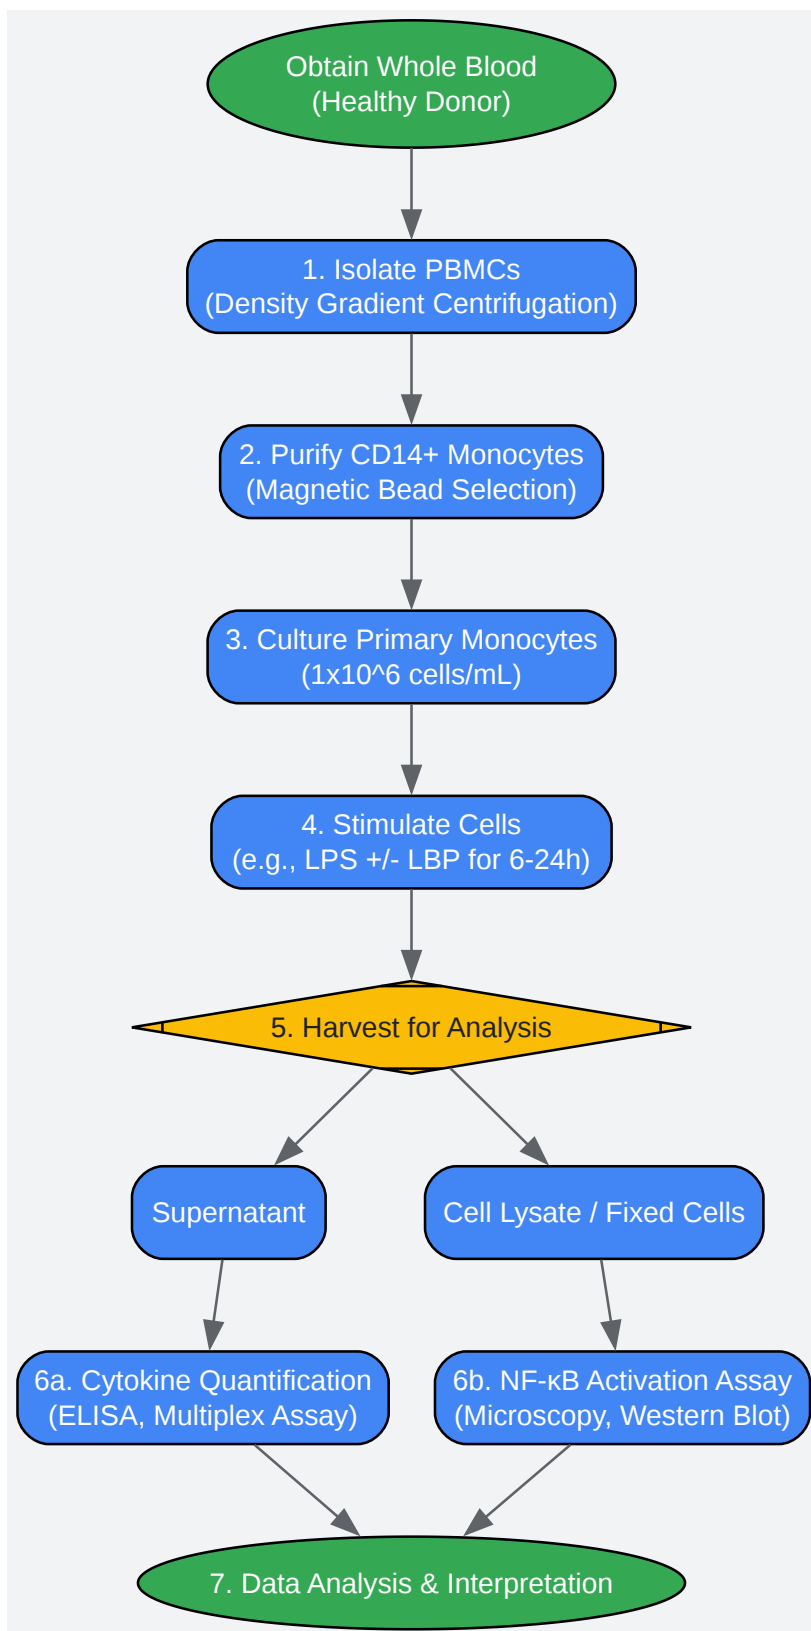 Obtain Whole Blood
(Healthy Donor)
1. Isolate PBMCs
(Density Gradient Centrifugation)
2. Purify CD14+ Monocytes
(Magnetic Bead Selection)
3. Culture Primary Monocytes
(1x10^6 cells/mL)
4. Stimulate Cells
(e.g., LPS +/- LBP for 6-24h)
5. Harvest for Analysis
Supernatant
Cell Lysate / Fixed Cells
6a. Cytokine Quantification
(ELISA, Multiplex Assay)
6b. NF-κB Activation Assay
(Microscopy, Western Blot)
7. Data Analysis & Interpretation